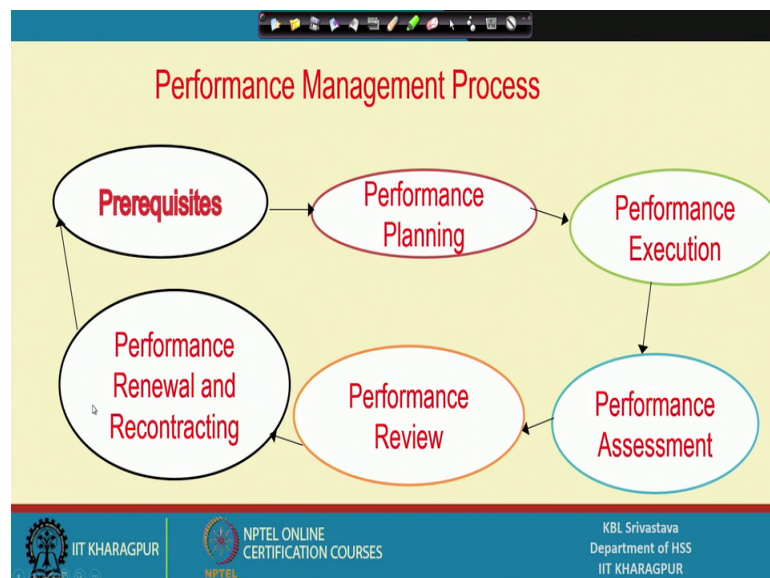 Performance Management Process
Prerequisites
Performance
Planning
Performance
Execution
Performance
Renewal and
Recontracting
Performance
Review
Performance
Assessment
IIT KHARAGPUR
NPTEL
NPTEL ONLINE
CERTIFICATION COURSES
KBL Srivastava
Department of HSS
IIT KHARAGPUR